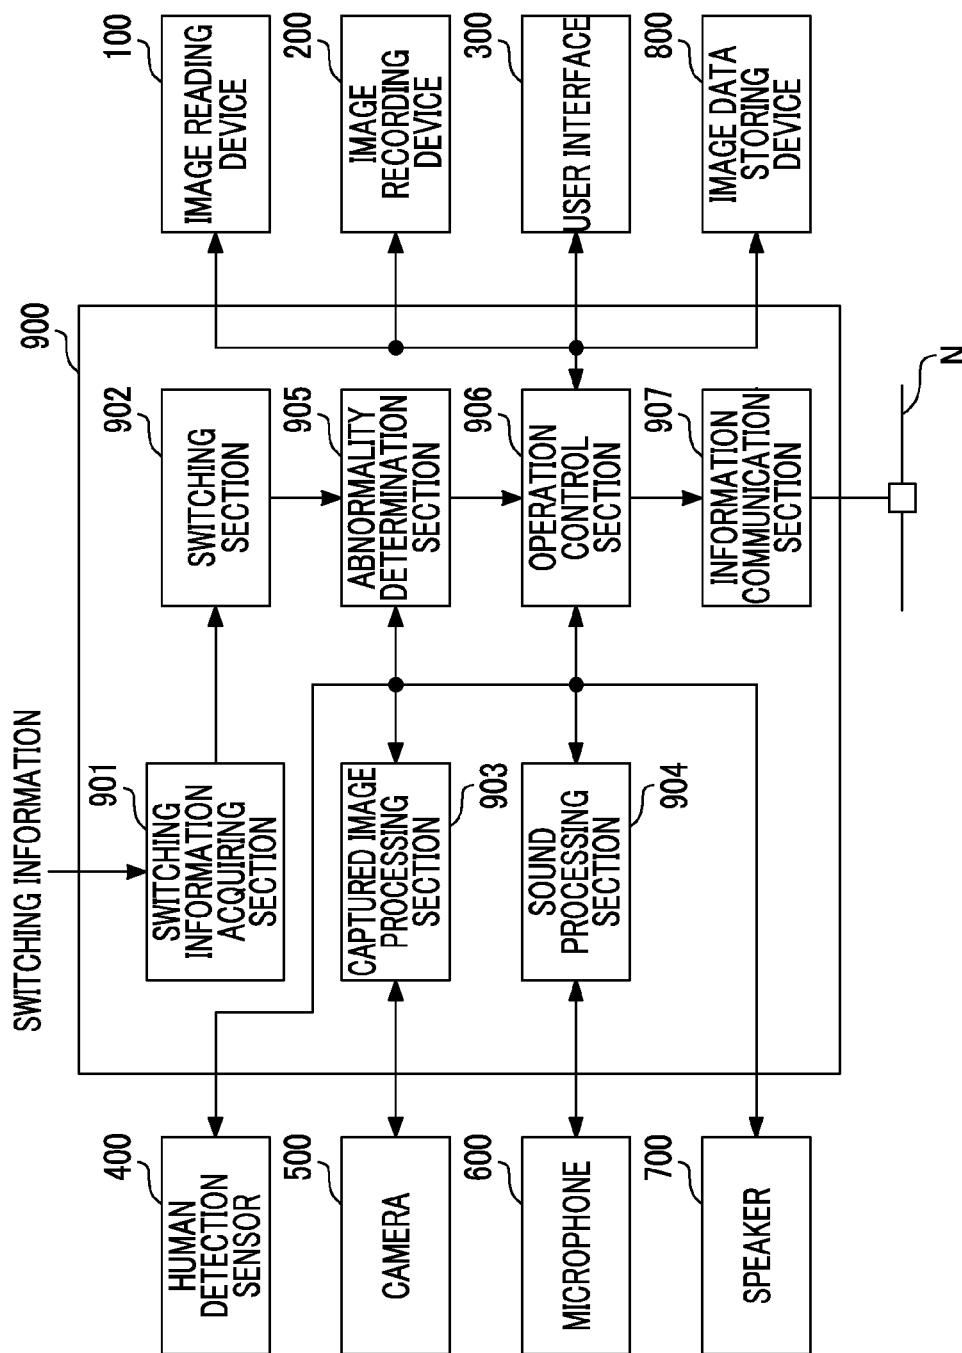 SWITCHING INFORMATION
900
400
HUMAN
DETECTION
SENSOR
500
CAMERA
600
MICROPHONE
700
SPEAKER
901
SWITCHING
INFORMATION
ACQUIRING
SECTION
CAPTURED IMAGE
PROCESSING
SECTION
903
SOUND
PROCESSING
SECTION
904
902
SWITCHING
SECTION
905
ABNORMALITY
DETERMINATION
SECTION
906
OPERATION
CONTROL
SECTION
907
INFORMATION
COMMUNICATION
SECTION
N
100
IMAGE READING
DEVICE
200
IMAGE
RECORDING
DEVICE
300
USER INTERFACE
800
IMAGE DATA
STORING
DEVICE